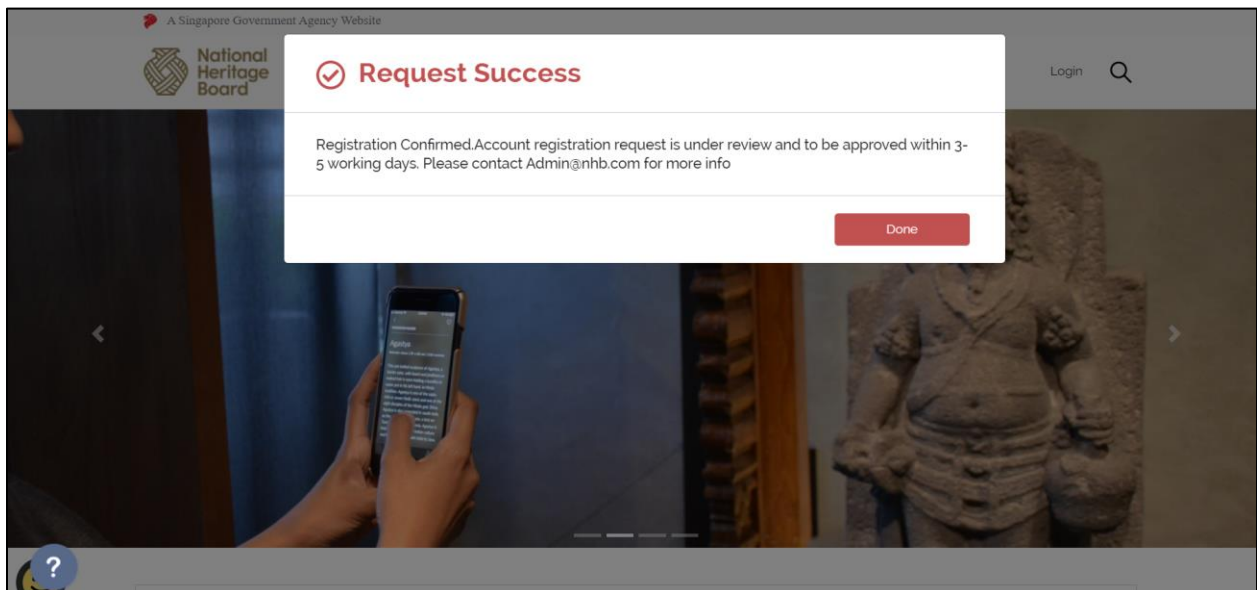 A Singapore Government Agency Website
National
Heritage
Board
Request Success
Login
Registration Confirmed.Account registration request is under review and to be approved within 3-
5 working days. Please contact Admin@nhb.com for more info
Done
Agastya
?